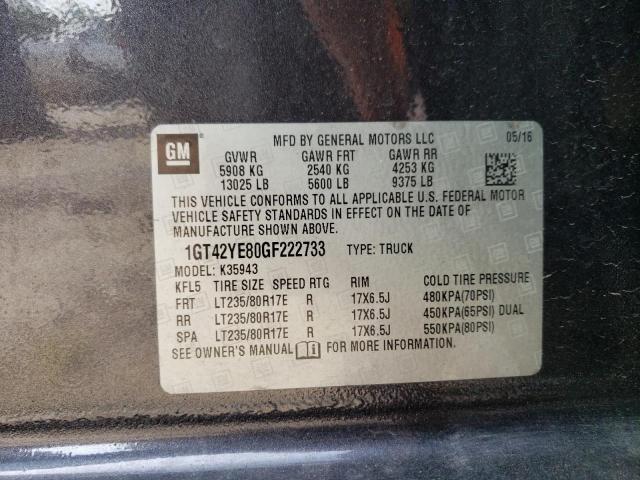 GM
MFD BY GENERAL MOTORS LLC 05/16
GVWR GAWR FRT GAWR RR
5908 KG 2540 KG 4253 KG
13025 LB 5600 LB 9375 LB
THIS VEHICLE CONFORMS TO ALL APPLICABLE U.S. FEDERAL MOTOR
VEHICLE SAFETY STANDARDS IN EFFECT ON THE DATE OF
MANUFACTURE SHOWN ABOVE.
1GT42YE80GF222733 TYPE: TRUCK
MODEL: K35943
KFL5 TIRE SIZE SPEED RTG RIM COLD TIRE PRESSURE
FRT LT235/80R17E R 17X6.5J 480KPA(70PSI)
RR LT235/80R17E R 17X6.5J 450KPA(65PSI) DUAL
SPA LT235/80R17E R 17X6.5J 550KPA(80PSI)
SEE OWNER'S MANUAL FOR MORE INFORMATION.